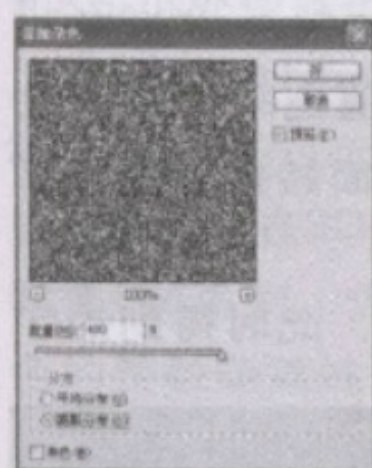 添加杂色
好
取消
预览(P)
100%
数量(A): 400 %
分布
平均分布(U)
高斯分布(G)
单色(M)